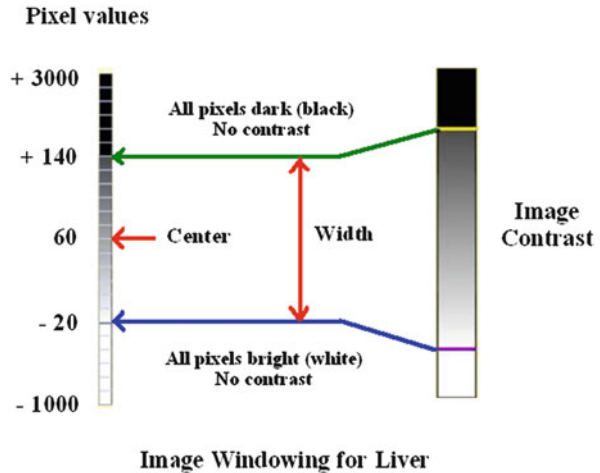 Pixel values
+ 3000
All pixels dark (black)
No contrast
+ 140
60
Center
Width
Image
Contrast
- 20
All pixels bright (white)
No contrast
- 1000
Image Windowing for Liver